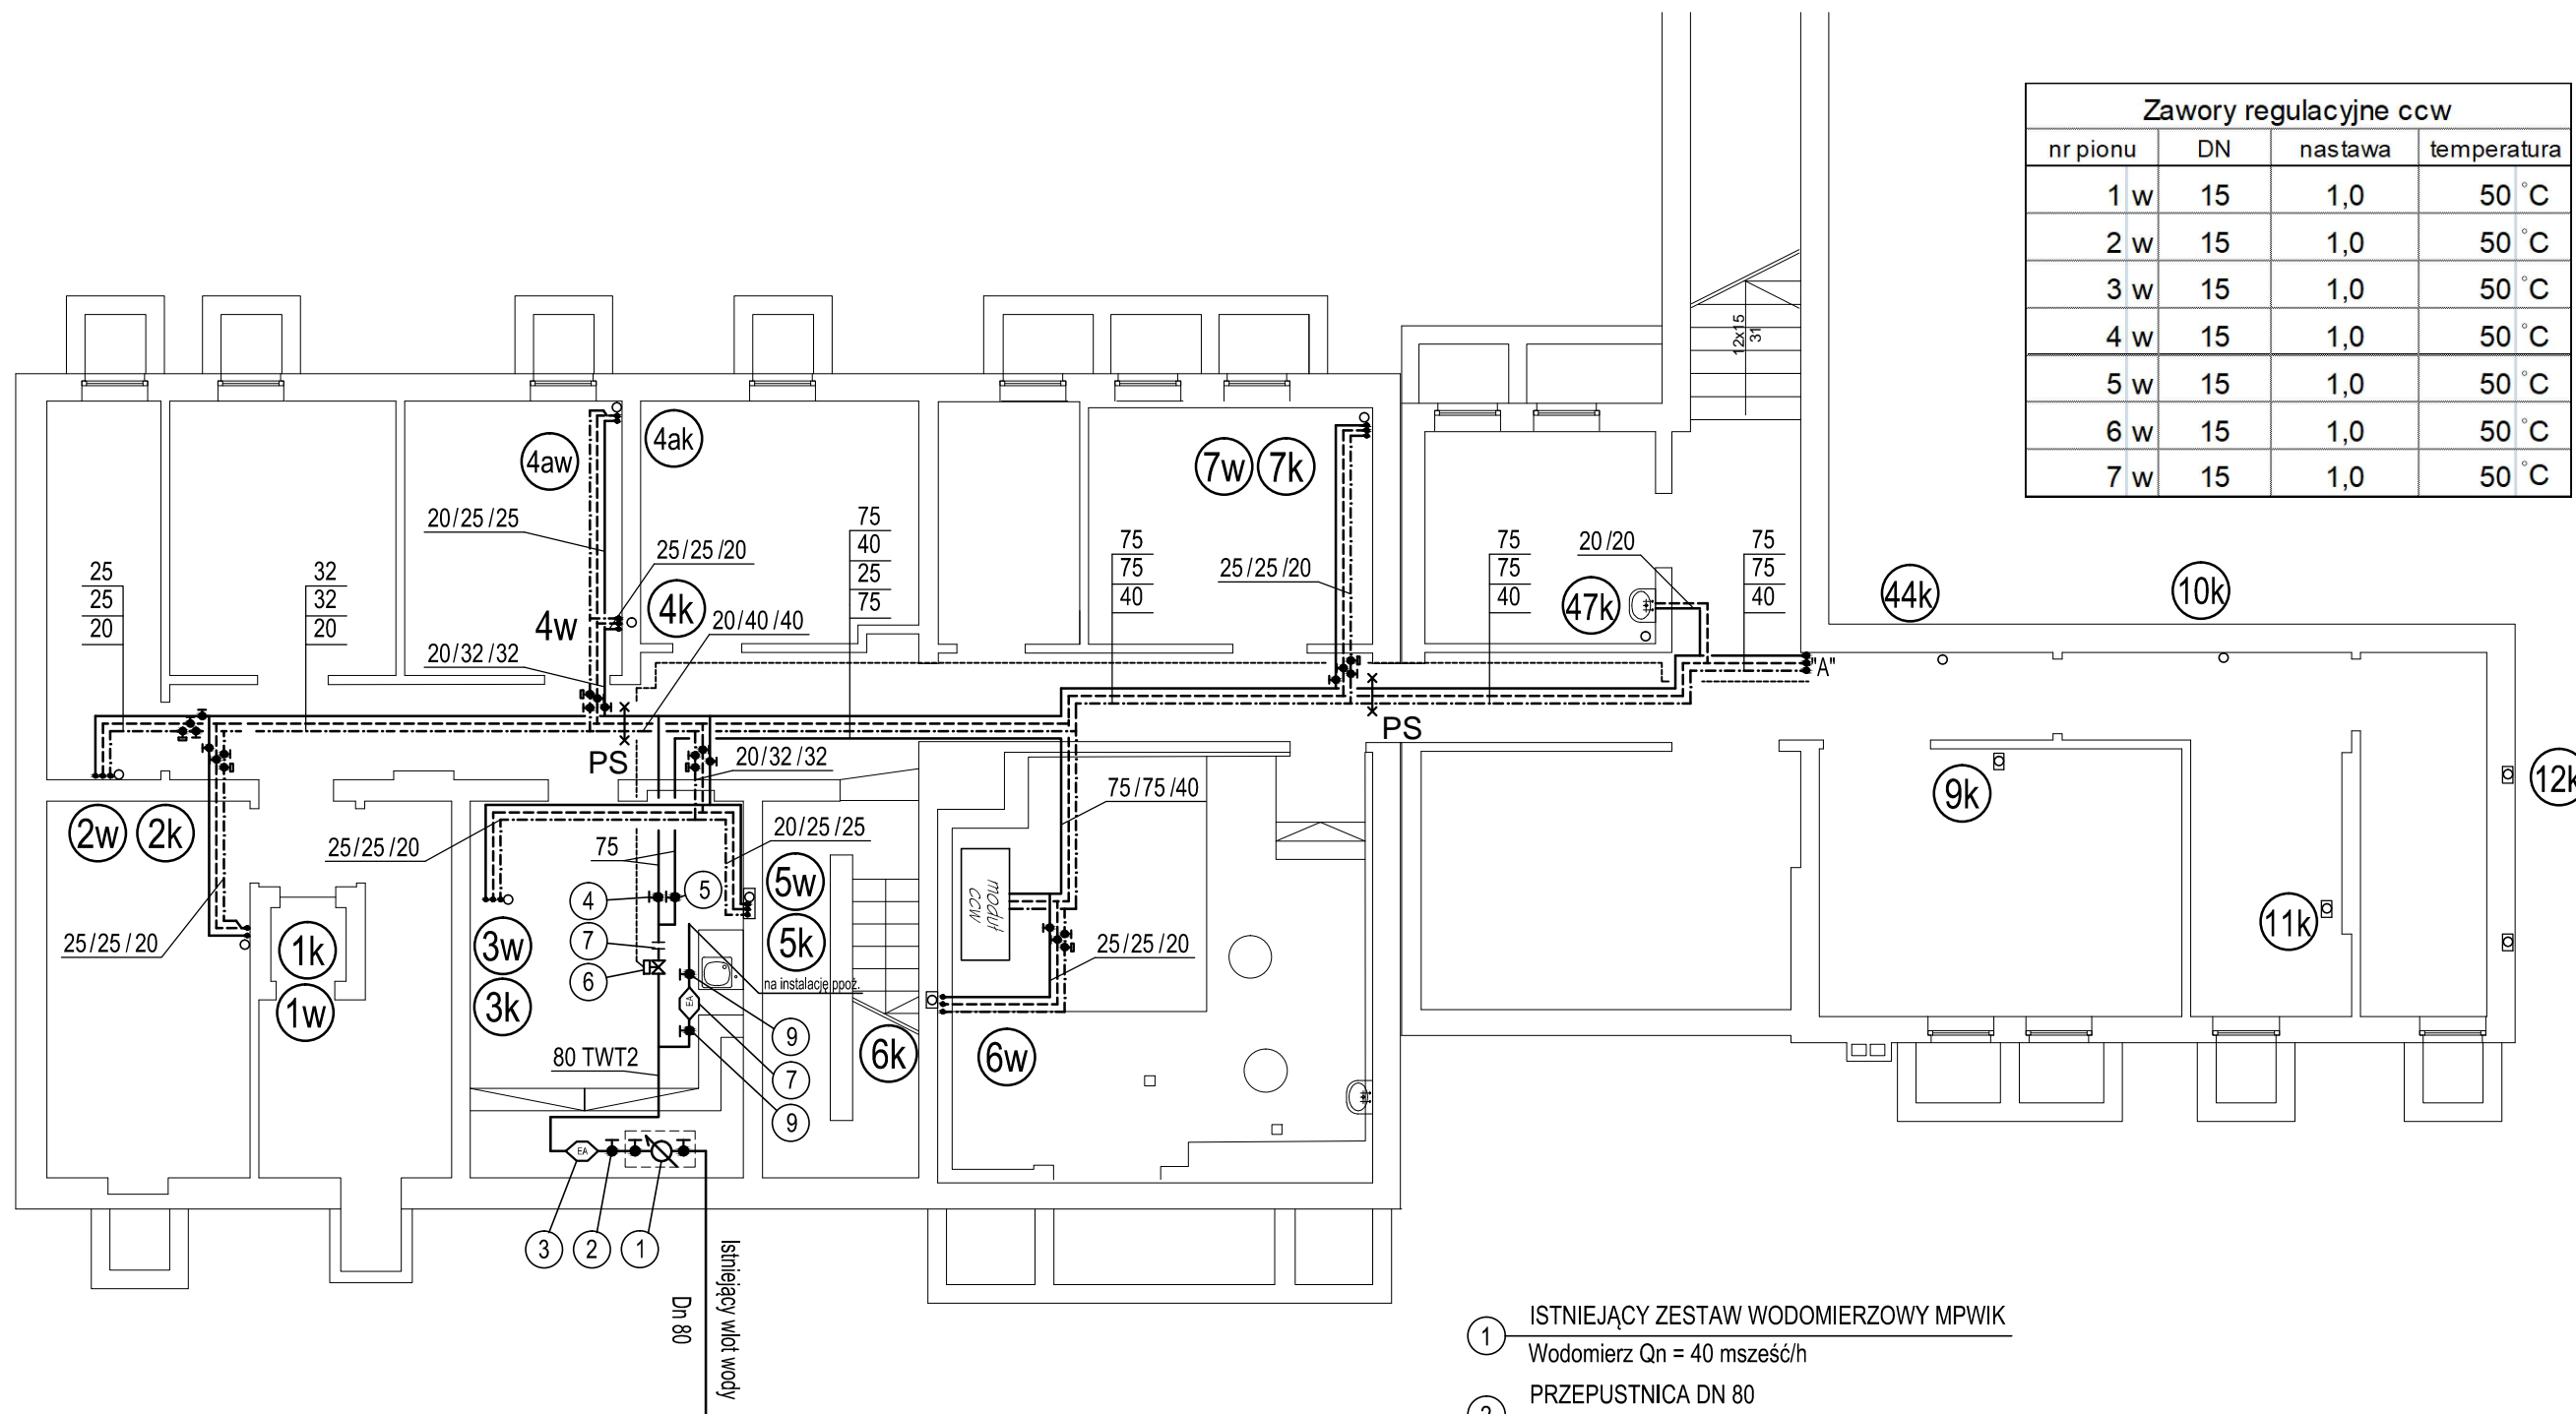 Zawory regulacyjne ccw
nr pionu DN nastawa temperatura
1 w 15 1,0 50 °C
2 w 15 1,0 50 °C
3 w 15 1,0 50 °C
4 w 15 1,0 50 °C
5 w 15 1,0 50 °C
6 w 15 1,0 50 °C
7 w 15 1,0 50 °C
12x15
31
4aw
4ak
7w
7k
20/25/25
25/25/20
75
40
25
75
75
75
40
25/25/20
75
75
40
20/20
75
75
40
25
25
20
32
32
20
4w
4k
20/40/40
20/32/32
47k
44k
10k
"A"
PS
PS
20/32/32
75/75/40
9k
12k
2w
2k
25/25/20
75
20/25/25
5w
5k
moduł
ccw
4
5
7
6
25/25/20
1k
1w
3w
3k
na instalację ppoż.
EA
25/25/20
11k
9
7
9
6k
6w
80 TWT2
EA
3
2
1
Istniejący wlot wody
Dn 80
1
ISTNIEJĄCY ZESTAW WODOMIERZOWY MPWIK
Wodomierz Qn = 40 msześć/h
2
PRZEPUSTNICA DN 80